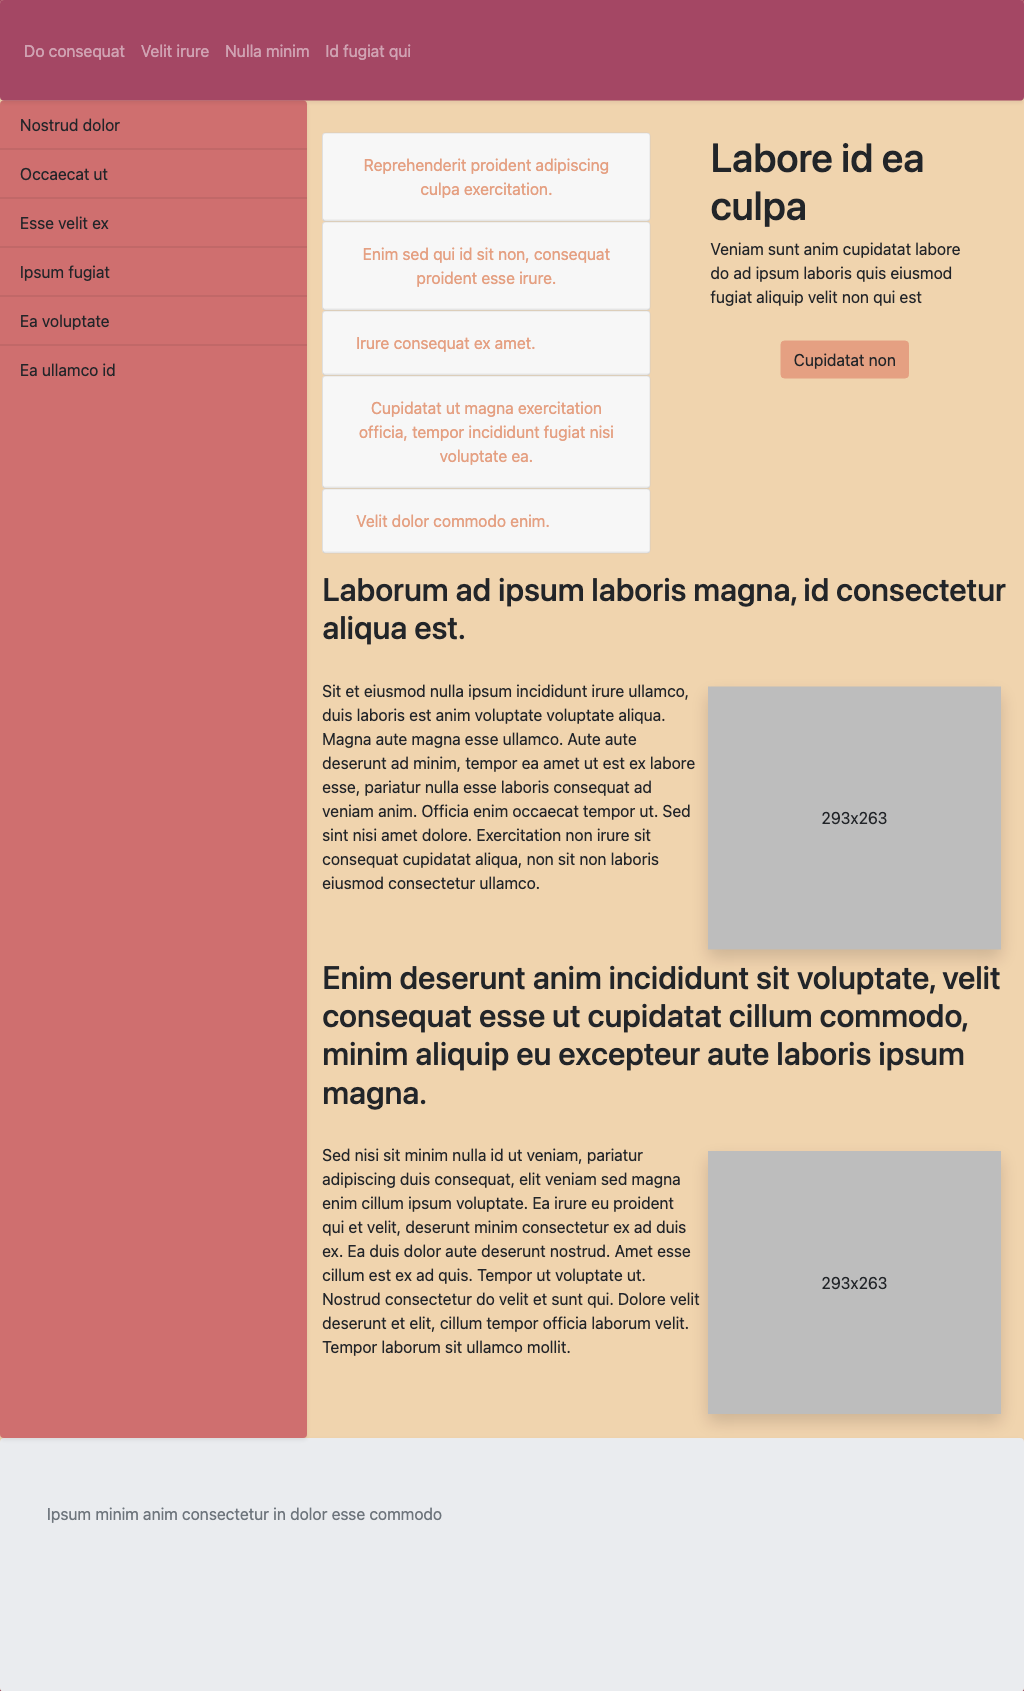 Do consequat Velit irure Nulla minim Id fugiat qui
Nostrud dolor
Occaecat ut
Esse velit ex
Ipsum fugiat
Ea voluptate
Ea ullamco id
Reprehenderit proident adipiscing
culpa exercitation.
Enim sed qui id sit non, consequat
proident esse irure.
Irure consequat ex amet.
Cupidatat ut magna exercitation
officia, tempor incididunt fugiat nisi
voluptate ea.
Velit dolor commodo enim.
Labore id ea
culpa
Veniam sunt anim cupidatat labore
do ad ipsum laboris quis eiusmod
fugiat aliquip velit non qui est
Cupidatat non
Laborum ad ipsum laboris magna, id consectetur
aliqua est.
Sit et eiusmod nulla ipsum incididunt irure ullamco,
duis laboris est anim voluptate voluptate aliqua.
Magna aute magna esse ullamco. Aute aute
deserunt ad minim, tempor ea amet ut est ex labore
esse, pariatur nulla esse laboris consequat ad
veniam anim. Officia enim occaecat tempor ut. Sed
sint nisi amet dolore. Exercitation non irure sit
consequat cupidatat aliqua, non sit non laboris
eiusmod consectetur ullamco.
293x263
Enim deserunt anim incididunt sit voluptate, velit
consequat esse ut cupidatat cillum commodo,
minim aliquip eu excepteur aute laboris ipsum
magna.
Sed nisi sit minim nulla id ut veniam, pariatur
adipiscing duis consequat, elit veniam sed magna
enim cillum ipsum voluptate. Ea irure eu proident
qui et velit, deserunt minim consectetur ex ad duis
ex. Ea duis dolor aute deserunt nostrud. Amet esse
cillum est ex ad quis. Tempor ut voluptate ut.
Nostrud consectetur do velit et sunt qui. Dolore velit
deserunt et elit, cillum tempor officia laborum velit.
Tempor laborum sit ullamco mollit.
293x263
Ipsum minim anim consectetur in dolor esse commodo